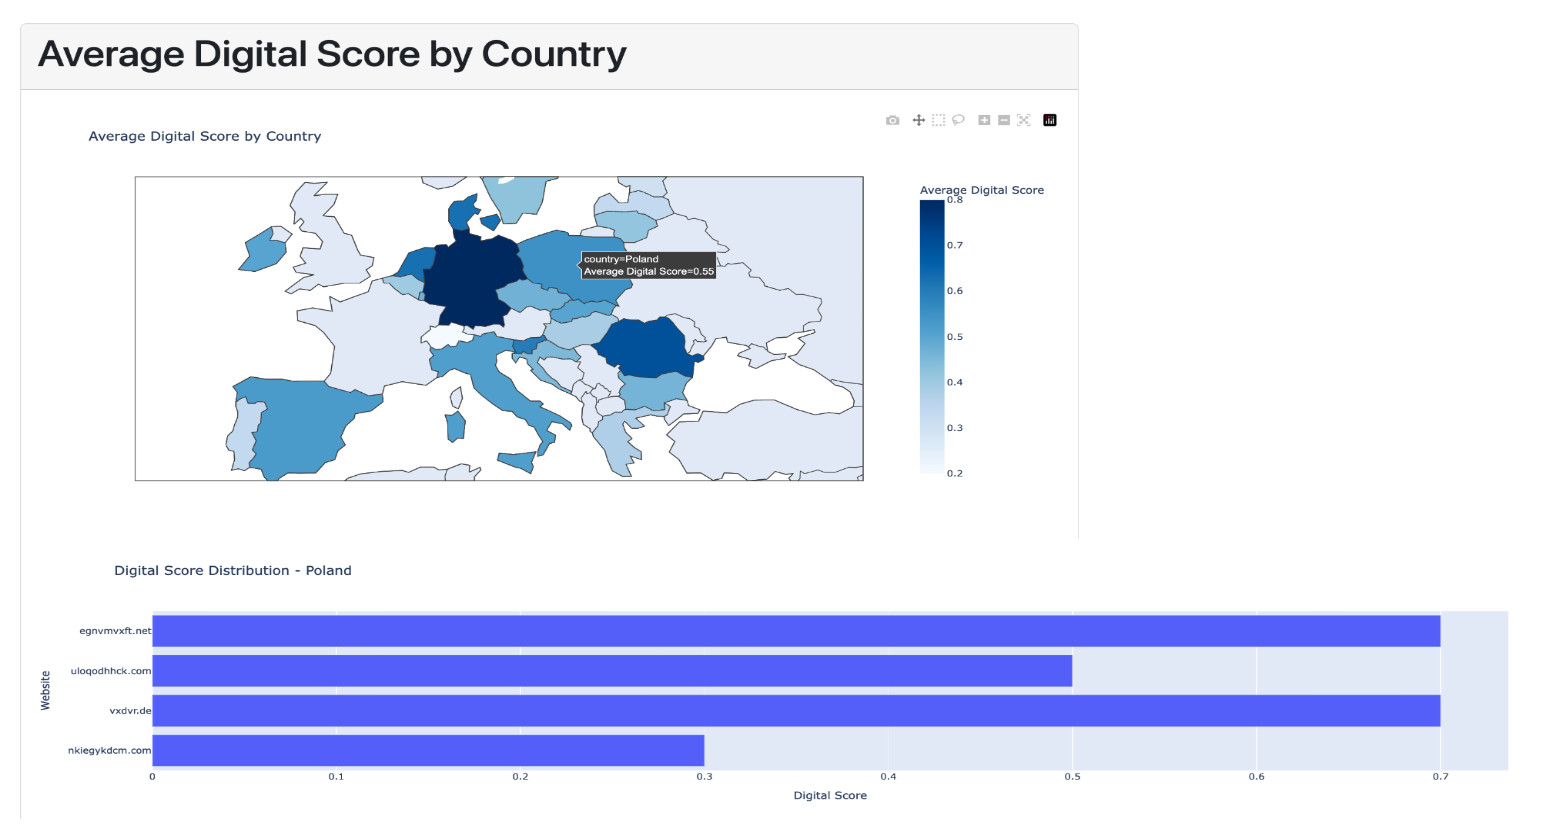 Average Digital Score by Country
Average Digital Score by Country
Average Digital Score
0.8
0.7
0.6
0.5
0.4
0.3
0.2
country=Poland
Average Digital Score=0.55
Digital Score Distribution - Poland
Website
egnvmvxft.net
uloqodhhck.com
vxdvr.de
nkiegykdcm.com
0 0.1 0.2 0.3 0.4 0.5 0.6 0.7
Digital Score